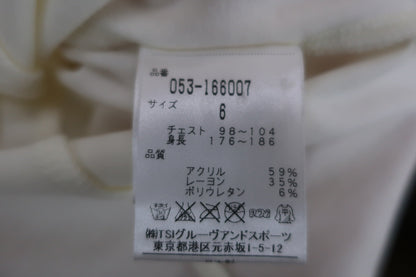 品番
053-166007
サイズ
6
チェスト 98~104
身長 176~186
品質
アクリル 59%
レーヨン 35%
ポリウレタン 6%
㈱TSIグルーヴアンドスポーツ
東京都港区元赤坂1-5-12